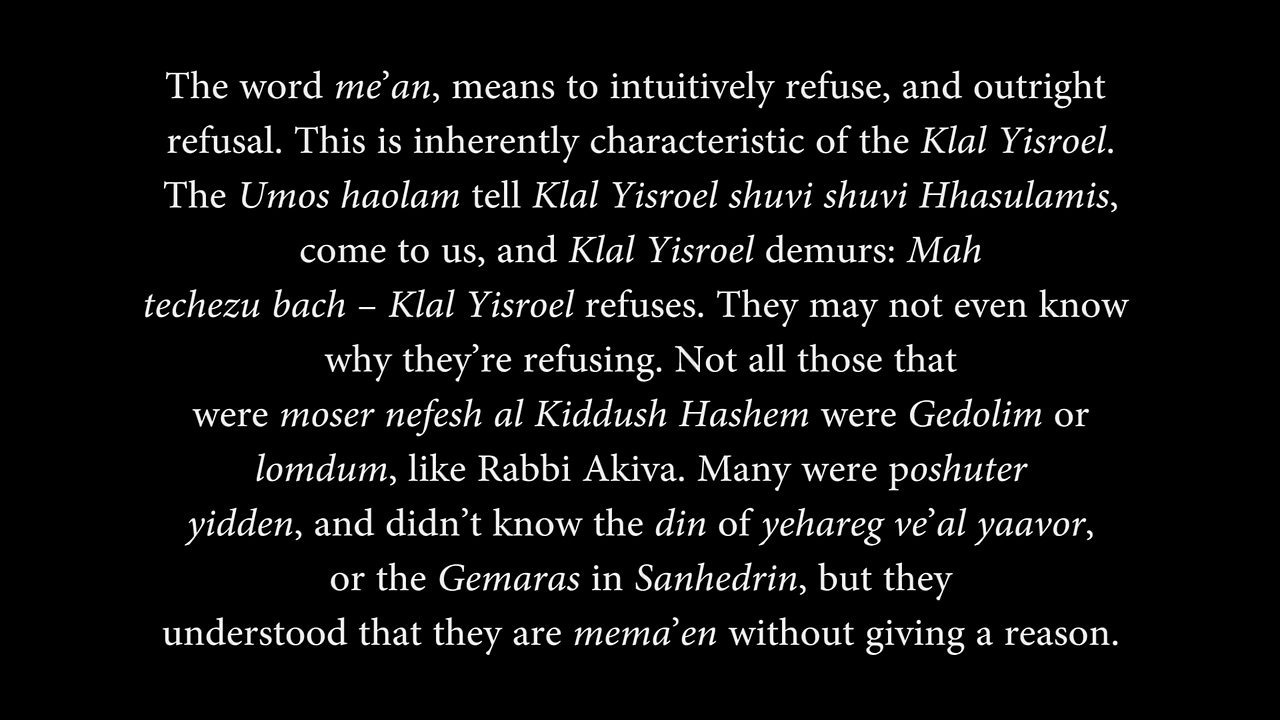 The word me’an, means to intuitively refuse, and outright
refusal. This is inherently characteristic of the Klal Yisroel.
The Umos haolam tell Klal Yisroel shuvi shuvi Hhasulamis,
come to us, and Klal Yisroel demurs: Mah
techezu bach – Klal Yisroel refuses. They may not even know
why they’re refusing. Not all those that
were moser nefesh al Kiddush Hashem were Gedolim or
lomdum, like Rabbi Akiva. Many were poshuter
yidden, and didn’t know the din of yehareg ve’al yaavor,
or the Gemaras in Sanhedrin, but they
understood that they are mema’en without giving a reason.